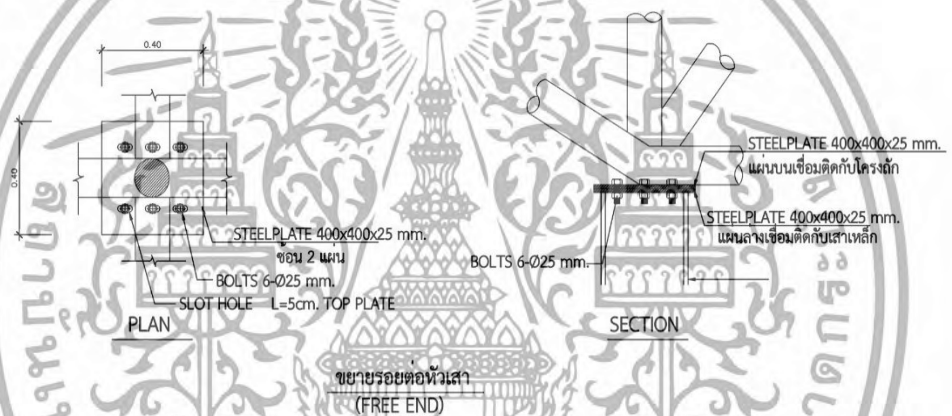 0.40
0.40
STEELPLATE 400x400x25 mm.
ซ้อน 2 แผ่น
BOLTS 6-Ø25 mm.
SLOT HOLE L=5cm. TOP PLATE
PLAN
STEELPLATE 400x400x25 mm.
แผ่นบนเชื่อมติดกับโครงถัก
STEELPLATE 400x400x25 mm.
แผ่นล่างเชื่อมติดกับเสาเหล็ก
BOLTS 6-Ø25 mm.
SECTION
ขยายรอยต่อหัวเสา
(FREE END)